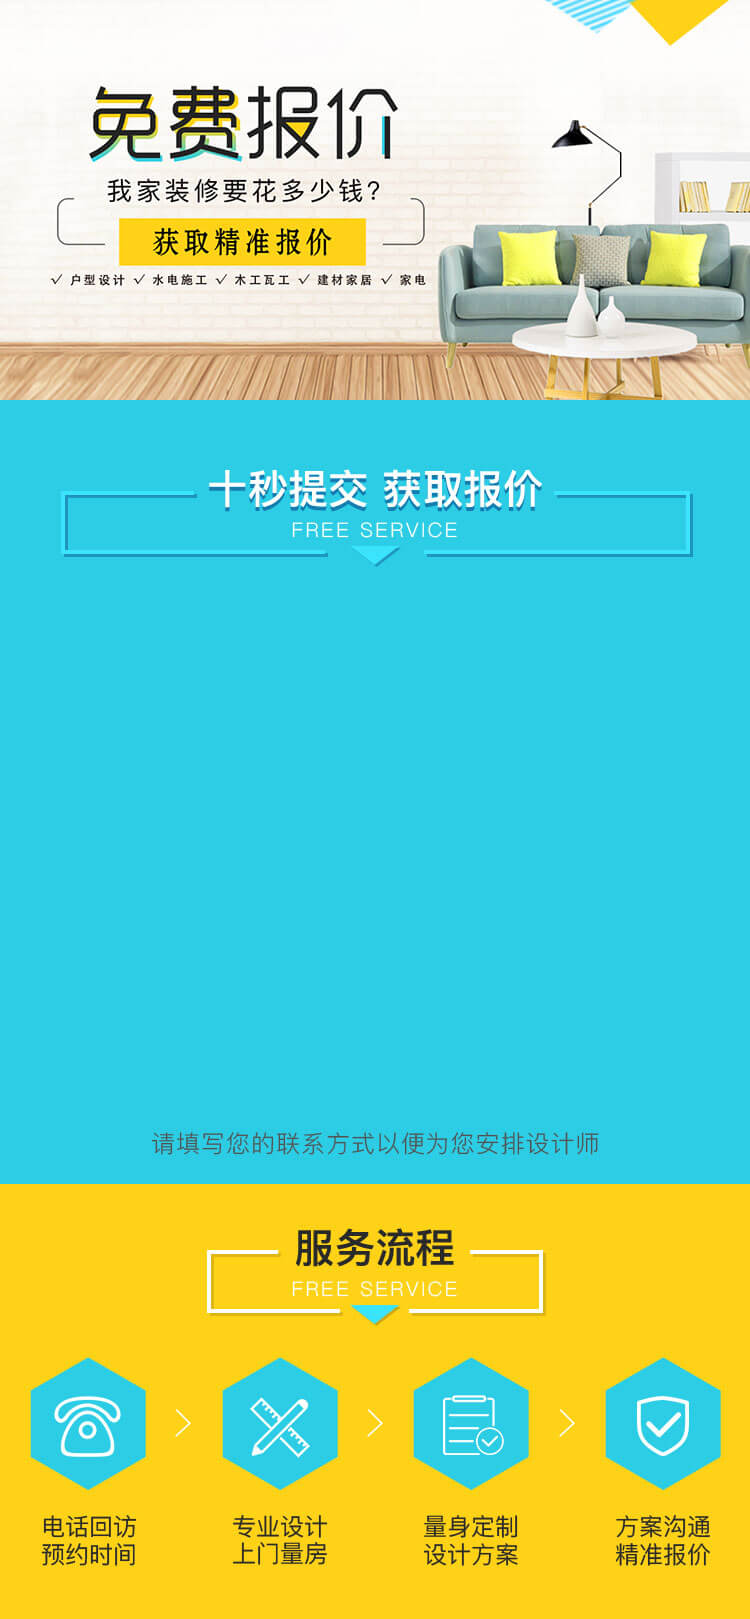 免费报价
我家装修要花多少钱?
获取精准报价
✓ 户型设计 ✓ 水电施工 ✓ 木工瓦工 ✓ 建材家居 ✓ 家电
十秒提交 获取报价
FREE SERVICE
请填写您的联系方式以便为您安排设计师
服务流程
FREE SERVICE
电话回访
预约时间
专业设计
上门量房
量身定制
设计方案
方案沟通
精准报价